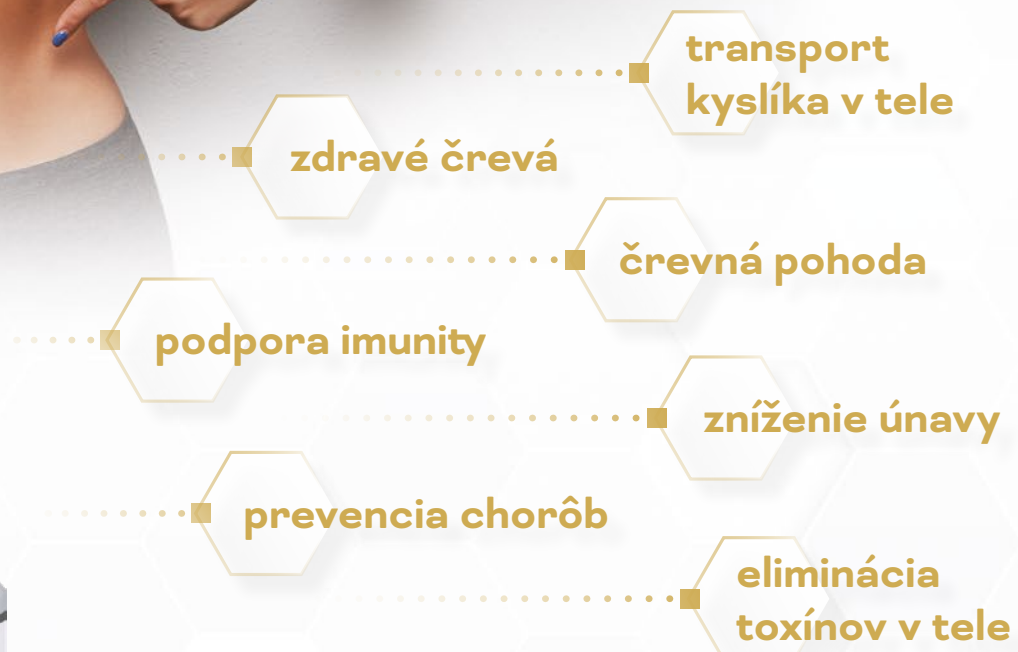 transport
kyslíka v tele
zdravé črevá
črevná pohoda
podpora imunity
zníženie únavy
prevencia chorôb
eliminácia
toxínov v tele